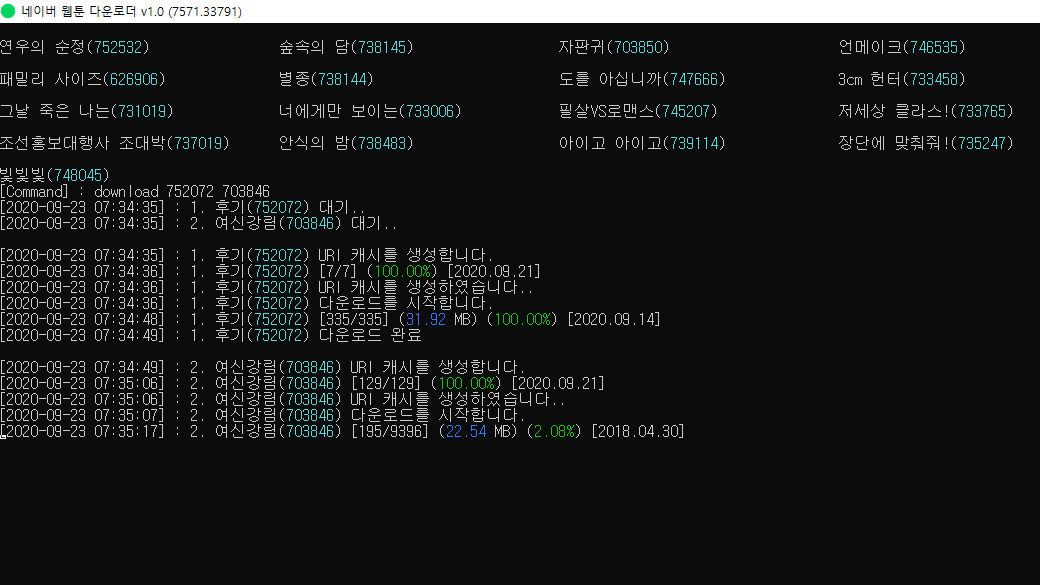 네이버 웹툰 다운로더 v1.0 (7571.33791)
연우의 순정(752532) 숲속의 담(738145) 자판귀(703850) 언메이크(746535)
패밀리 사이즈(626906) 별종(738144) 도를 아십니까(747666) 3cm 헌터(733458)
그날 죽은 나는(731019) 너에게만 보이는(733006) 필살VS로맨스(745207) 저세상 클라스!(733765)
조선홍보대행사 조대박(737019) 안식의 밤(738483) 아이고 아이고(739114) 장단에 맞춰줘!(735247)
빛빛빛(748045)
[Command] : download 752072 703846
[2020-09-23 07:34:35] : 1. 후기(752072) 대기..
[2020-09-23 07:34:35] : 2. 여신강림(703846) 대기..
[2020-09-23 07:34:35] : 1. 후기(752072) URI 캐시를 생성합니다.
[2020-09-23 07:34:36] : 1. 후기(752072) [7/7] (100.00%) [2020.09.21]
[2020-09-23 07:34:36] : 1. 후기(752072) URI 캐시를 생성하였습니다..
[2020-09-23 07:34:36] : 1. 후기(752072) 다운로드를 시작합니다.
[2020-09-23 07:34:48] : 1. 후기(752072) [335/335] (31.92 MB) (100.00%) [2020.09.14]
[2020-09-23 07:34:49] : 1. 후기(752072) 다운로드 완료
[2020-09-23 07:34:49] : 2. 여신강림(703846) URI 캐시를 생성합니다.
[2020-09-23 07:35:06] : 2. 여신강림(703846) [129/129] (100.00%) [2020.09.21]
[2020-09-23 07:35:06] : 2. 여신강림(703846) URI 캐시를 생성하였습니다..
[2020-09-23 07:35:07] : 2. 여신강림(703846) 다운로드를 시작합니다.
[2020-09-23 07:35:17] : 2. 여신강림(703846) [195/9396] (22.54 MB) (2.08%) [2018.04.30]